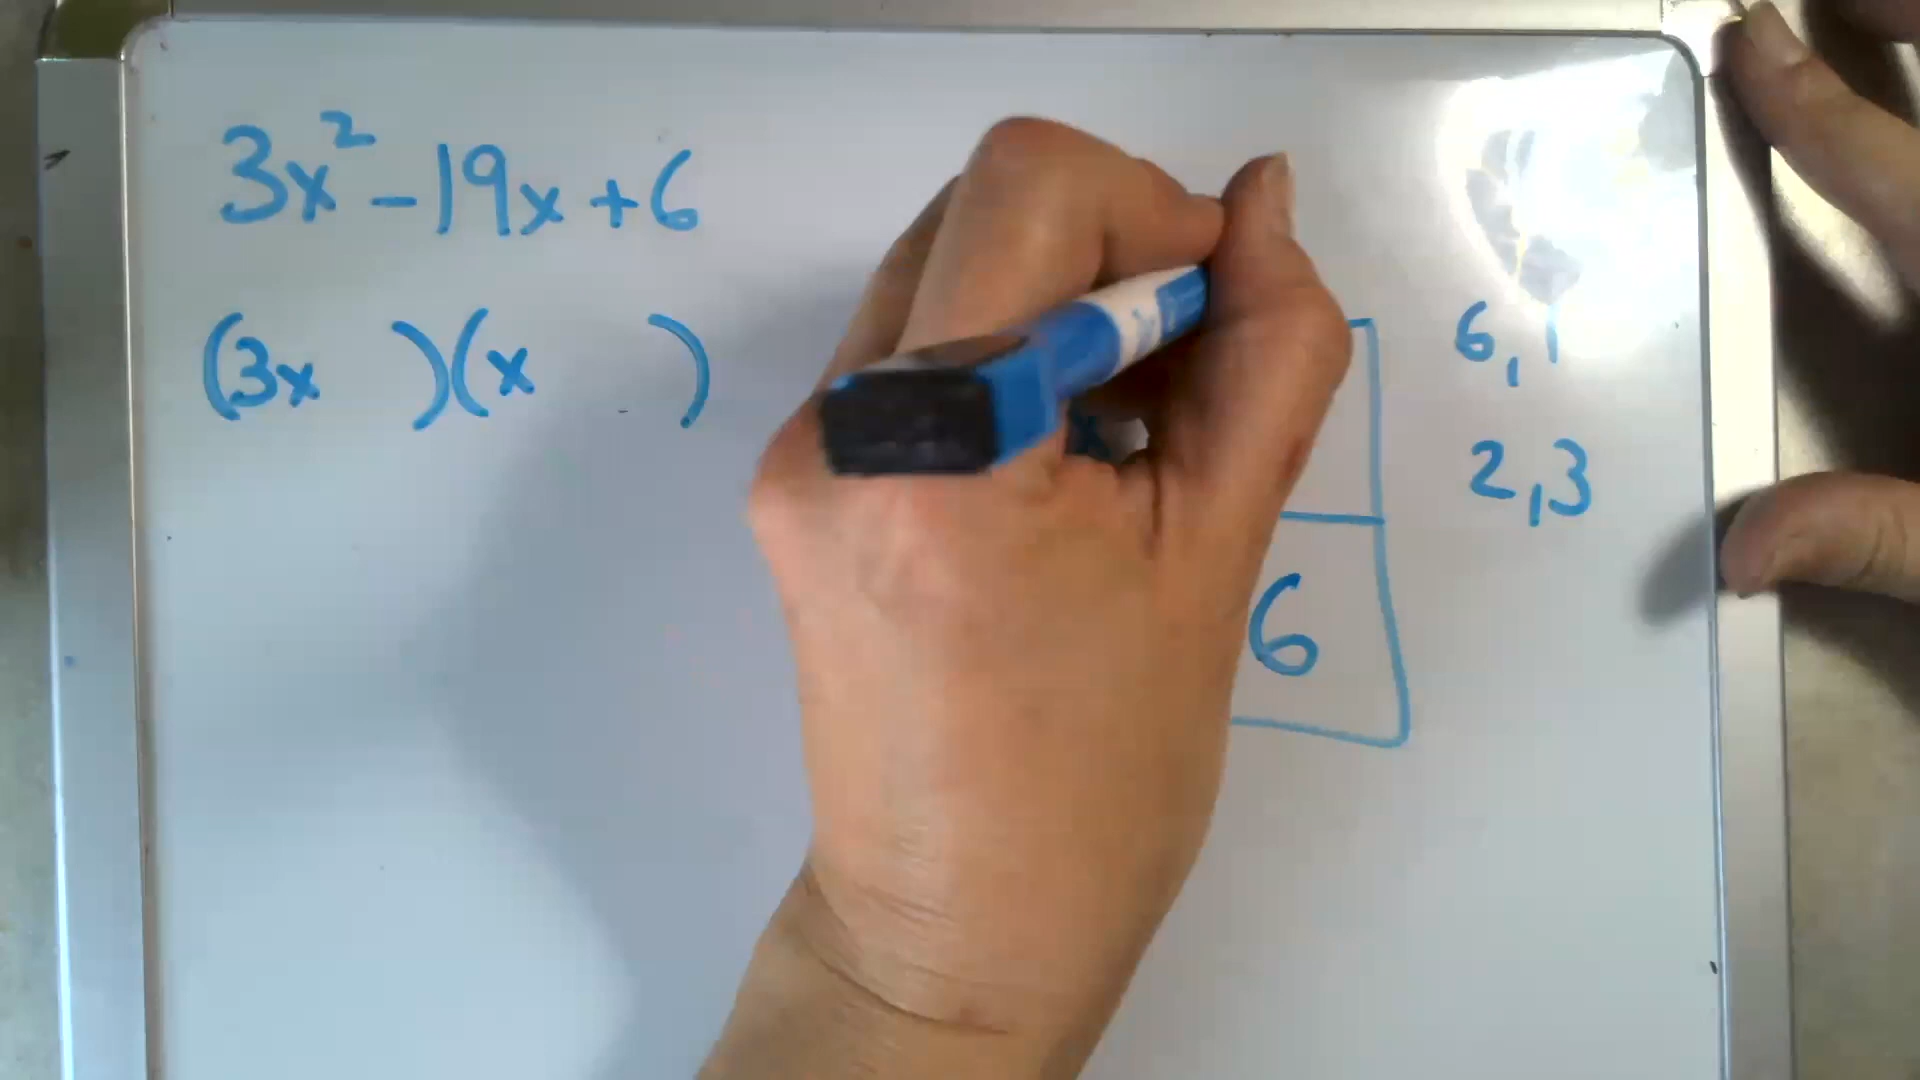 3x² - 19x + 6
(3x )(x )
x
6, 1
2, 3
6